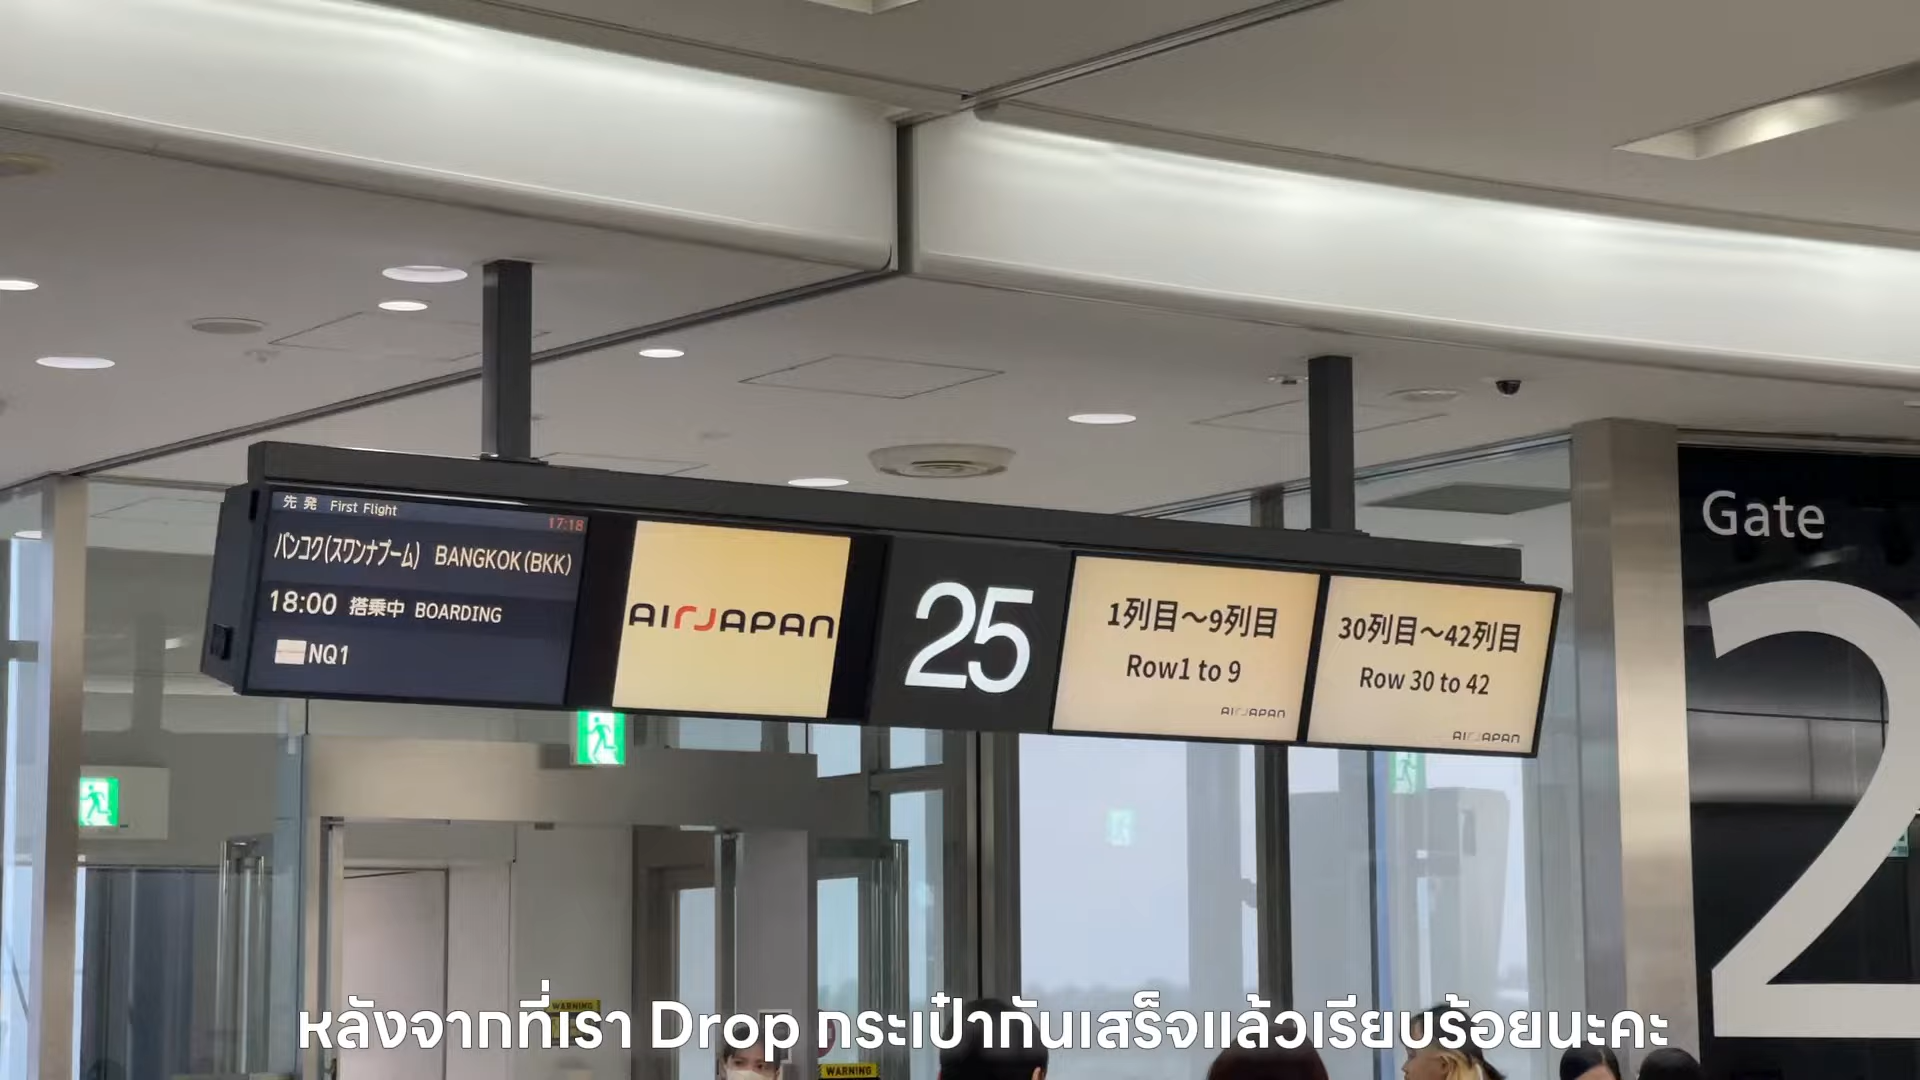 先発 First Flight
17:18
バンコク(スワンナプーム) BANGKOK (BKK)
18:00 搭乗中 BOARDING
NQ1
AIRJAPAN
25
1列目～9列目
Row1 to 9
AIRJAPAN
30列目～42列目
Row 30 to 42
AIRJAPAN
Gate
2
WARNING
WARNING
หลังจากที่เรา Drop กระเป๋ากันเสร็จแล้วเรียบร้อยนะคะ